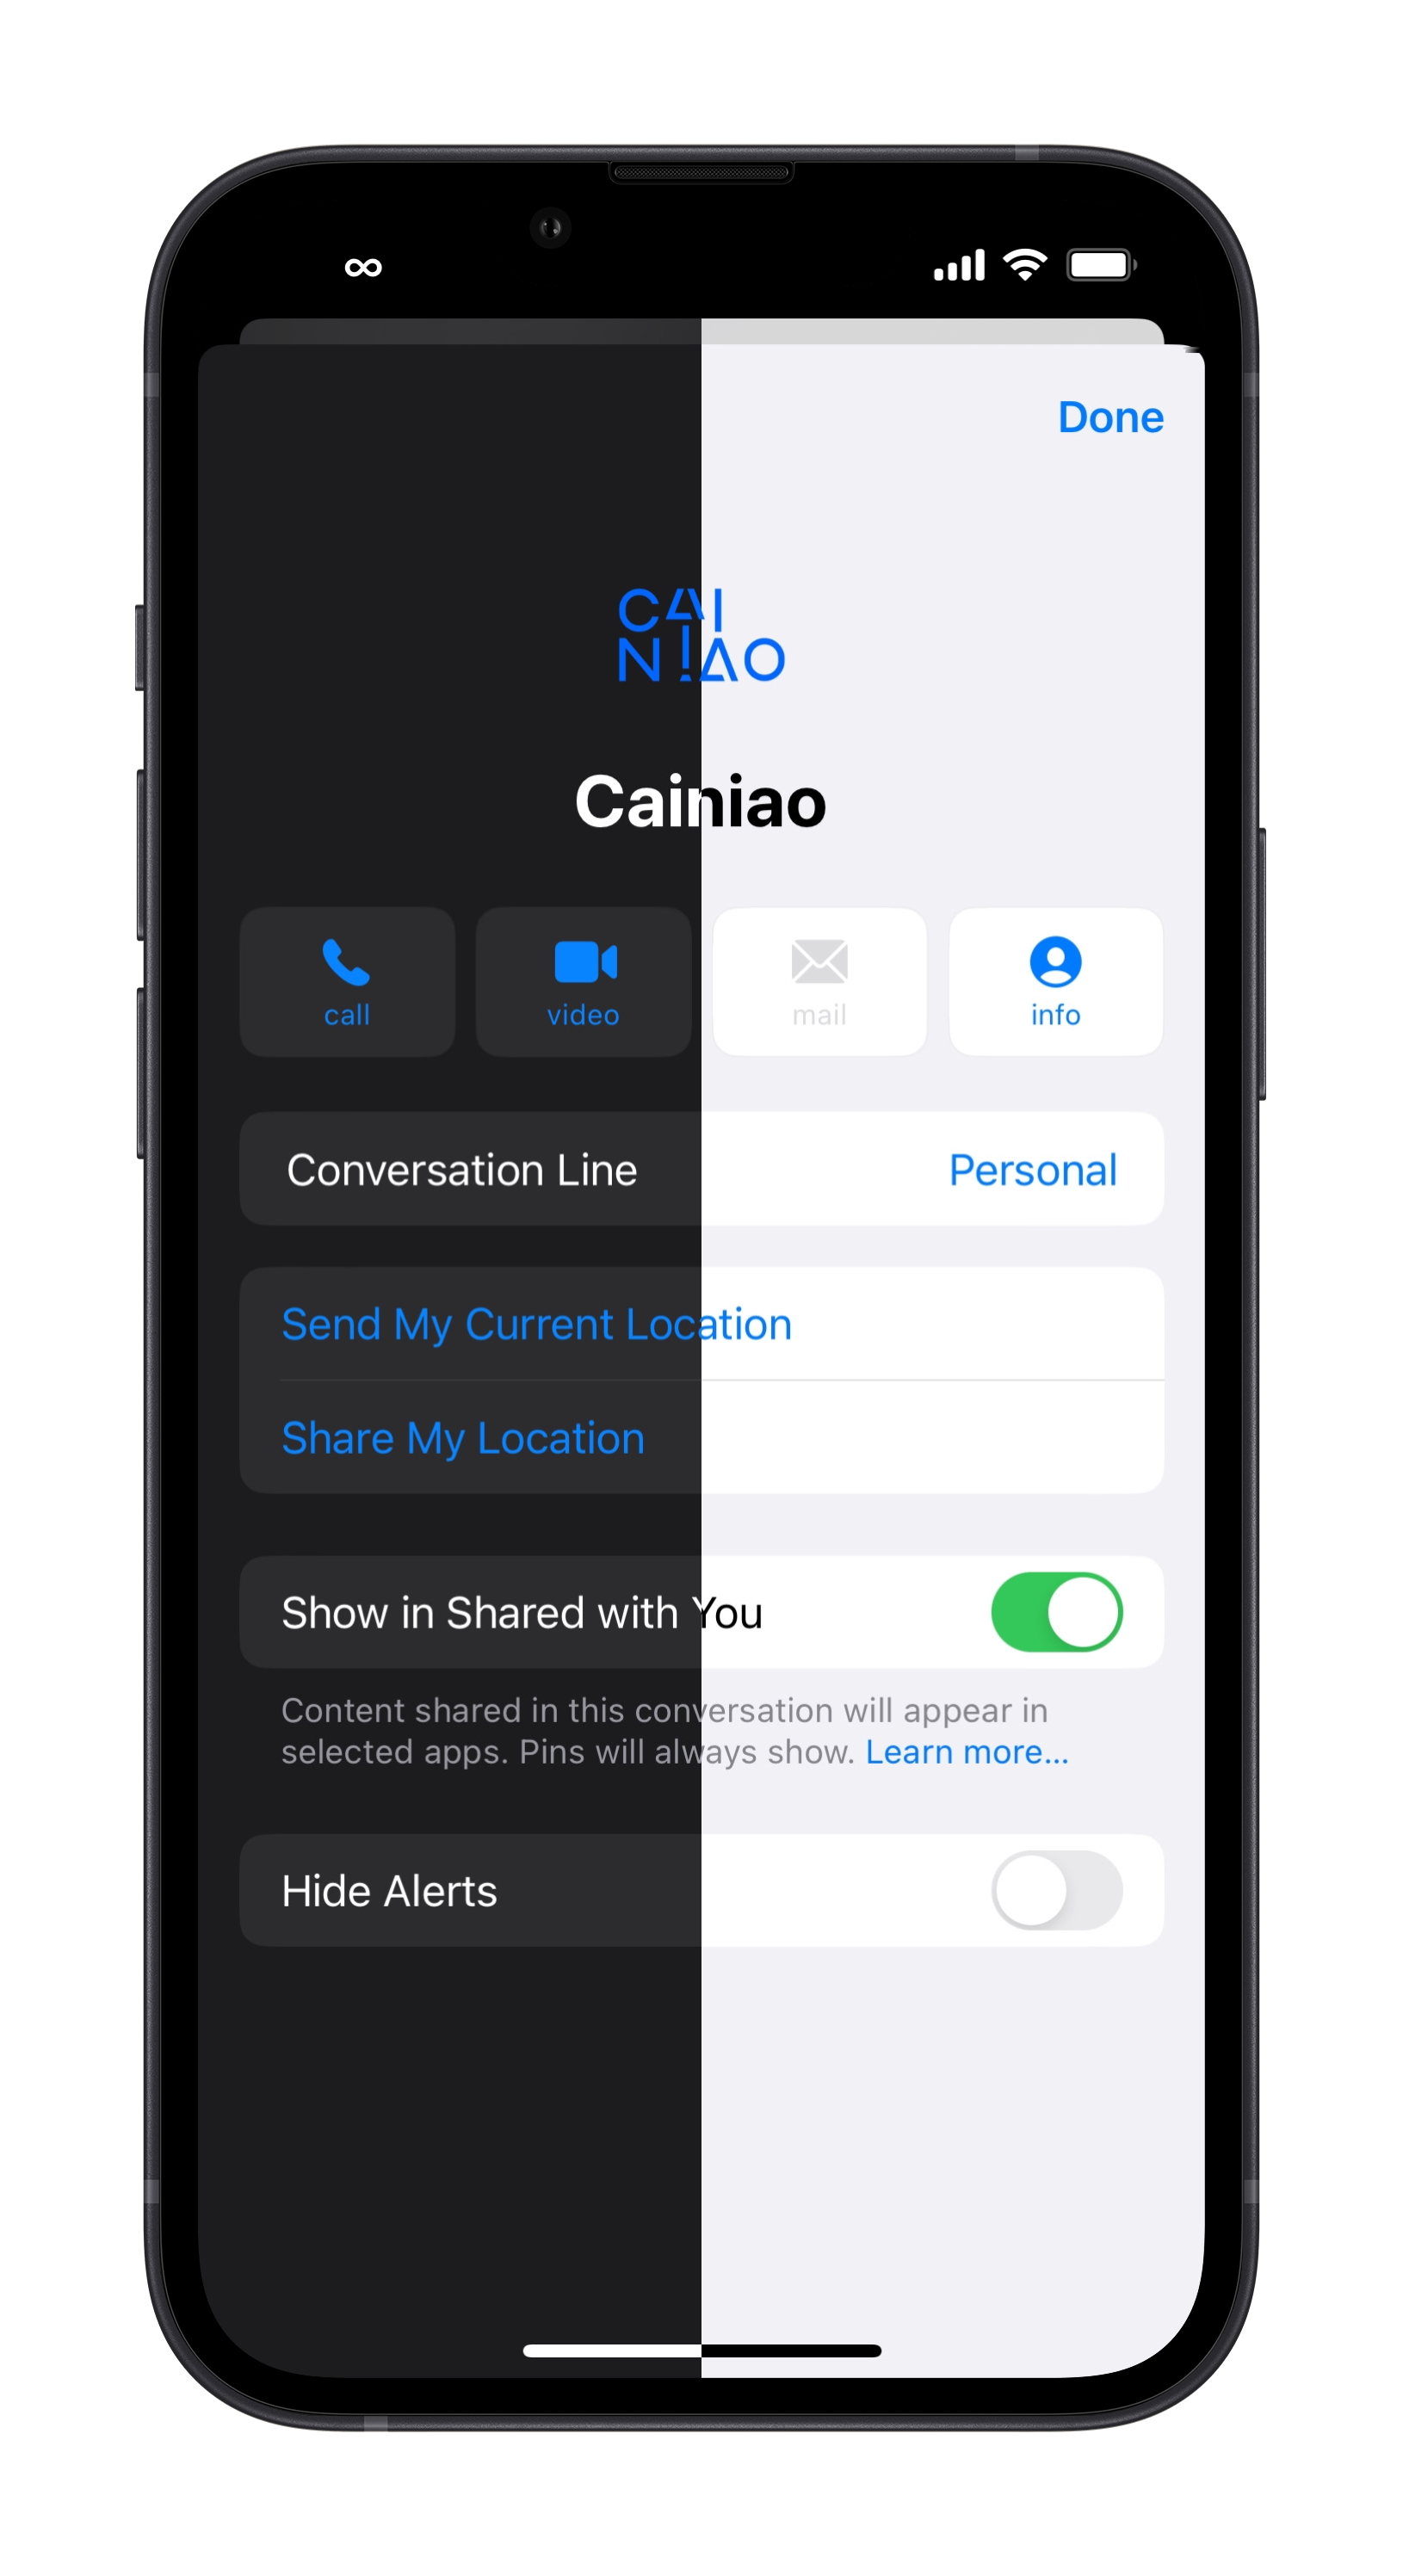 ∞
Done
CAI
NIAO
Cainiao
call video mail info
Conversation Line Personal
Send My Current Location
Share My Location
Show in Shared with You
Content shared in this conversation will appear in
selected apps. Pins will always show. Learn more...
Hide Alerts